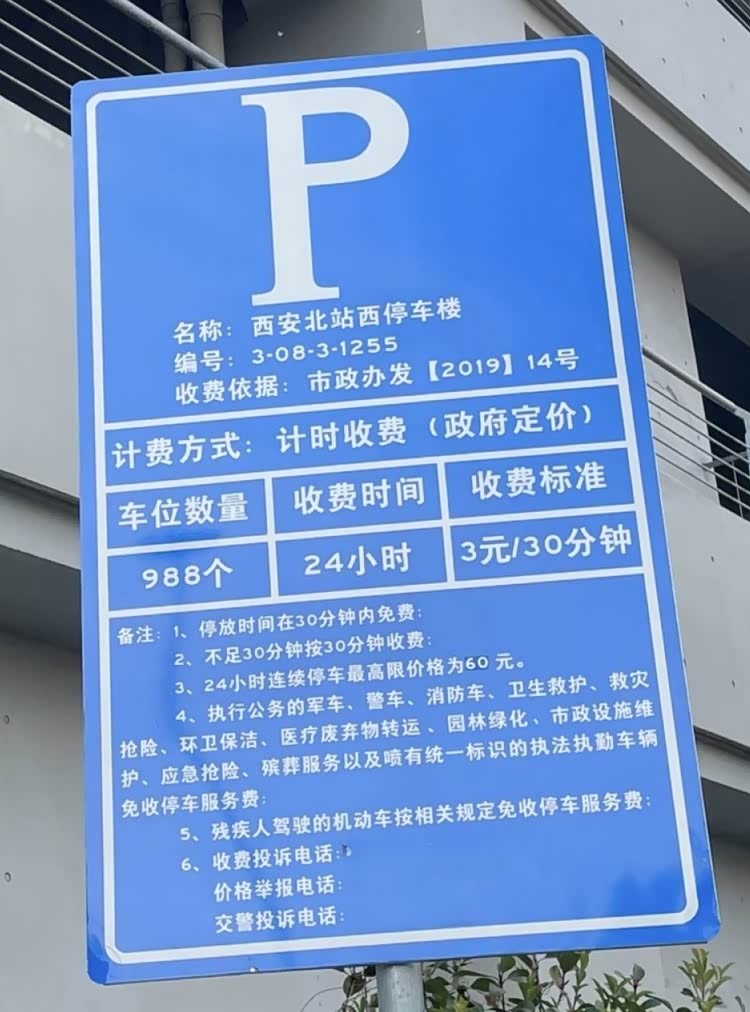 P
名称：西安北站西停车楼
编号：3-08-3-1255
收费依据：市政办发【2019】14号
计费方式：计时收费（政府定价）
车位数量 收费时间 收费标准
988个 24小时 3元/30分钟
备注：1、停放时间在30分钟内免费；
2、不足30分钟按30分钟收费；
3、24小时连续停车最高限价格为60 元。
4、执行公务的军车、警车、消防车、卫生救护、救灾
抢险、环卫保洁、医疗废弃物转运、园林绿化、市政设施维
护、应急抢险、殡葬服务以及喷有统一标识的执法执勤车辆
免收停车服务费；
5、残疾人驾驶的机动车按相关规定免收停车服务费；
6、收费投诉电话：
价格举报电话：
交警投诉电话：